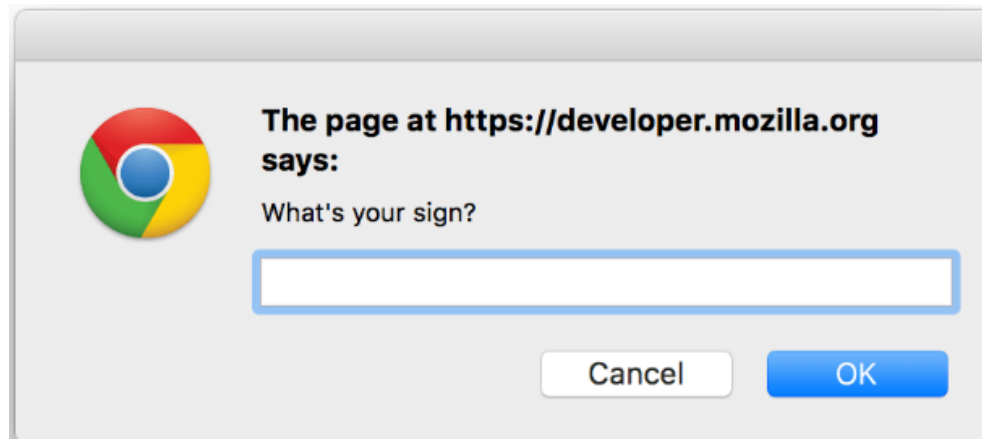 The page at https://developer.mozilla.org
says:
What's your sign?
Cancel OK